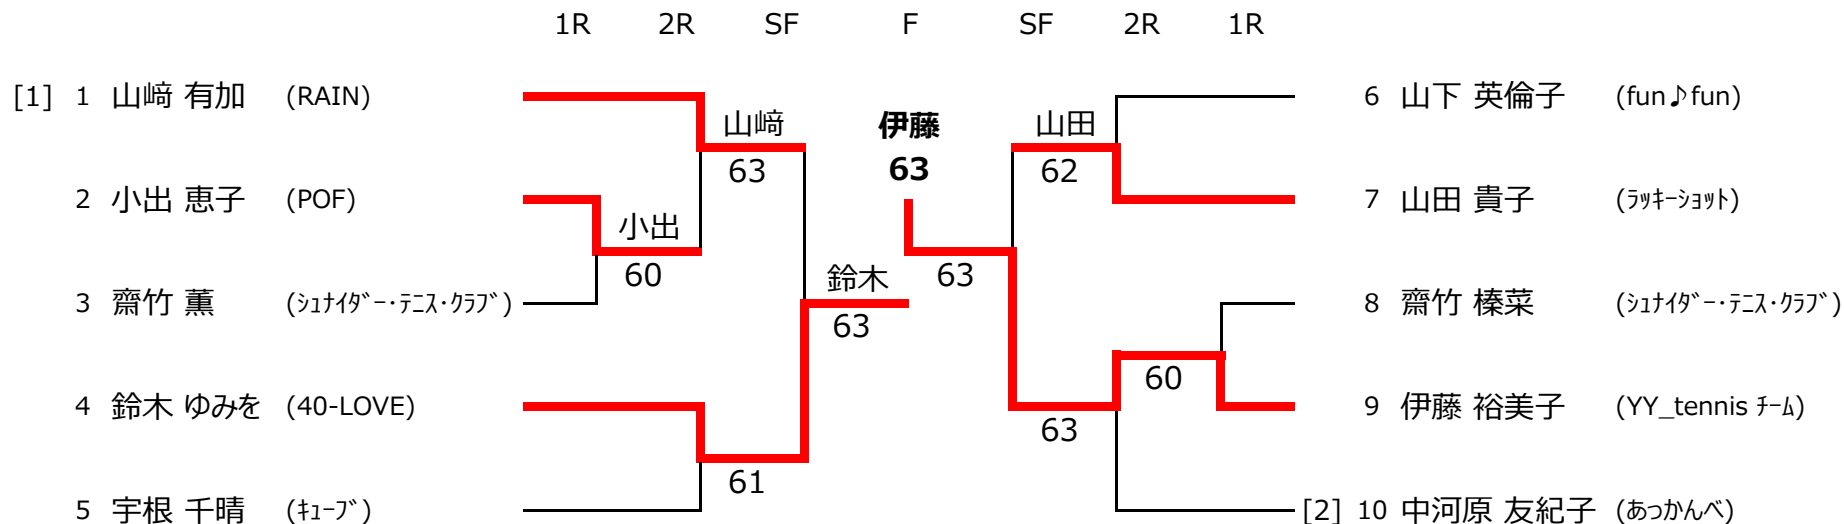 1R 2R SF F SF 2R 1R
[1] 1 山﨑 有加 (RAIN) 6 山下 英倫子 (fun♪fun)
山﨑 伊藤 山田
63 63 62
2 小出 恵子 (POF) 7 山田 貴子 (ﾗｯｷｰｼｮｯﾄ)
小出
60 鈴木 63
3 齋竹 薫 (ｼｭﾅｲﾀﾞｰ･ﾃﾆｽ･ｸﾗﾌﾞ) 8 齋竹 榛菜 (ｼｭﾅｲﾀﾞｰ･ﾃﾆｽ･ｸﾗﾌﾞ)
63
60
4 鈴木 ゆみを (40-LOVE) 9 伊藤 裕美子 (YY_tennis ﾁｰﾑ)
63
61
5 宇根 千晴 (ｷｭｰﾌﾞ) [2] 10 中河原 友紀子 (あっかんべ)